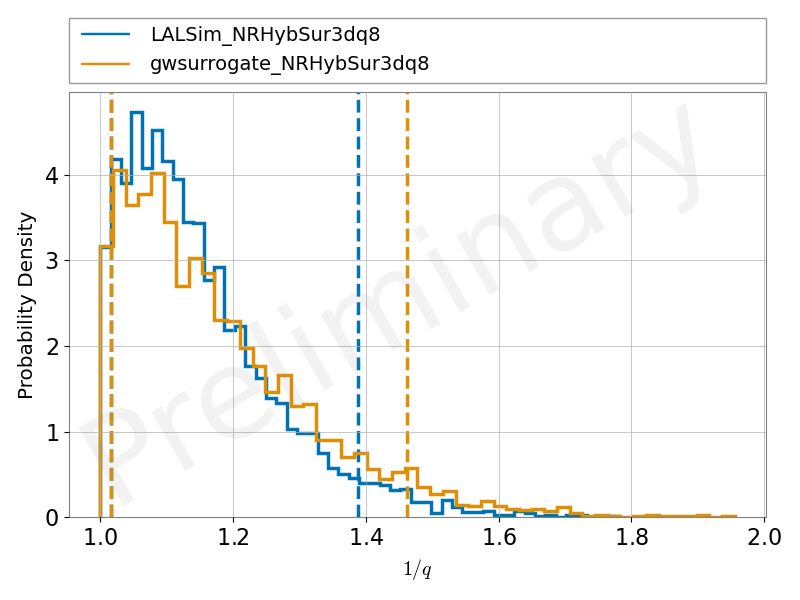 LALSim_NRHybSur3dq8
gwsurrogate_NRHybSur3dq8
Preliminary
Probability Density
4
3
2
1
0
1.0 1.2 1.4 1.6 1.8 2.0
1/q